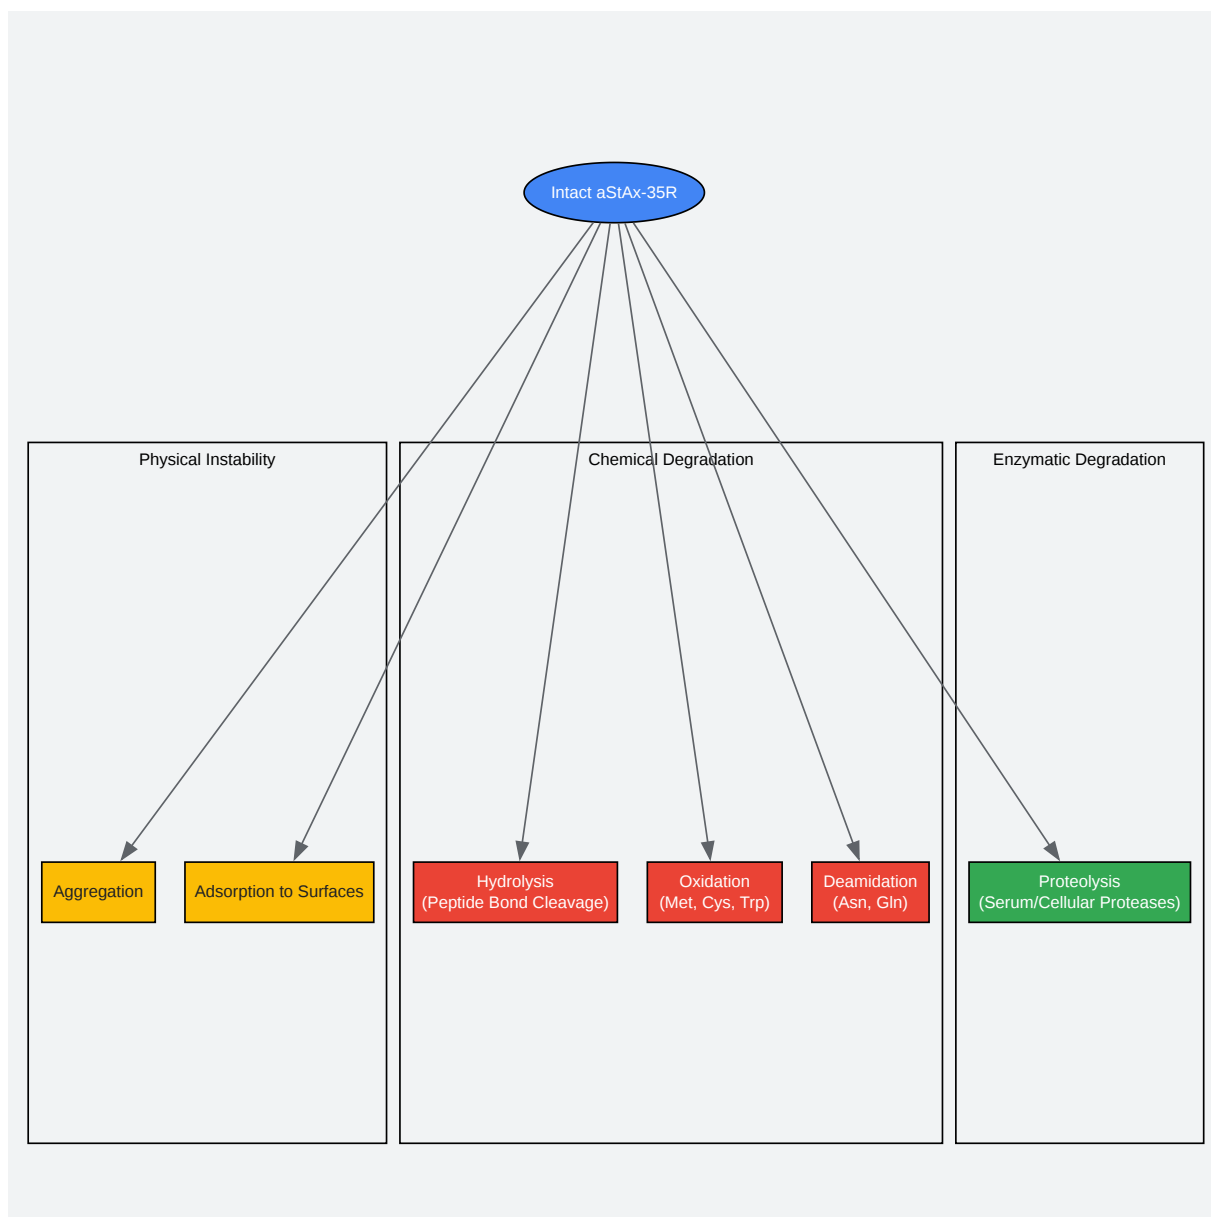 Intact aStAx-35R
Physical Instability
Chemical Degradation
Enzymatic Degradation
Aggregation
Adsorption to Surfaces
Hydrolysis
(Peptide Bond Cleavage)
Oxidation
(Met, Cys, Trp)
Deamidation
(Asn, Gln)
Proteolysis
(Serum/Cellular Proteases)